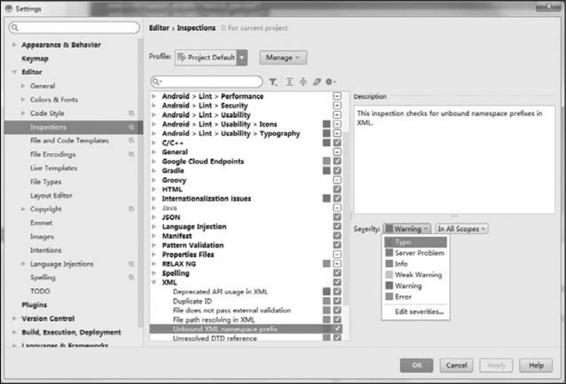 Settings
Editor › Inspections
For current project
Appearance & Behavior
Keymap
Editor
General
Colors & Fonts
Code Style
Inspections
File and Code Templates
File Encodings
Live Templates
File Types
Layout Editor
Copyright
Emmet
Images
Intentions
Language Injections
Spelling
TODO
Plugins
Version Control
Build, Execution, Deployment
Languages & Frameworks
Profile:
Project Default
Manage
Android > Lint > Performance
Android > Lint > Security
Android > Lint > Usability
Android > Lint > Usability > Icons
Android > Lint > Usability > Typography
C/C++
General
Google Cloud Endpoints
Gradle
Groovy
HTML
Internationalization issues
Java
JSON
Language Injection
Manifest
Pattern Validation
Properties Files
RELAX NG
Spelling
XML
Deprecated API usage in XML
Duplicate ID
File does not pass external validation
File path resolving in XML
Unbound XML namespace prefix
Unresolved DTD reference
Description
This inspection checks for unbound namespace prefixes in
XML.
Severity:
Warning
In All Scopes
Typo
Server Problem
Info
Weak Warning
Warning
Error
Edit severities...
OK
Cancel
Apply
Help